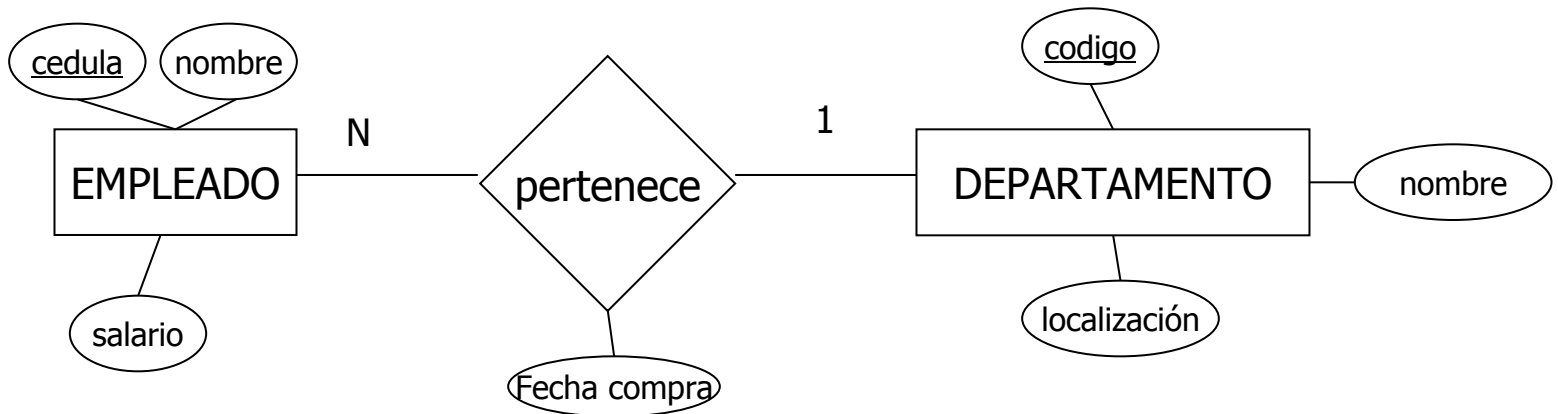 cedula
nombre
EMPLEADO
salario
N
pertenece
Fecha compra
1
codigo
DEPARTAMENTO
nombre
localización